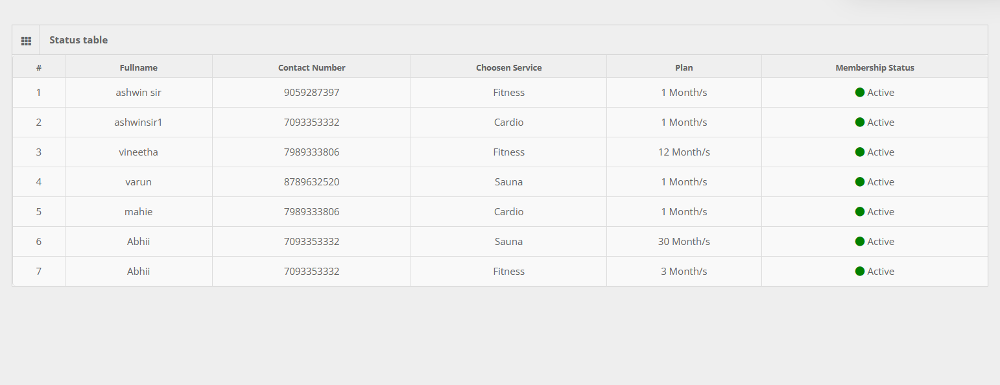 Status table
# Fullname Contact Number Choosen Service Plan Membership Status
1 ashwin sir 9059287397 Fitness 1 Month/s Active
2 ashwinsir1 7093353332 Cardio 1 Month/s Active
3 vineetha 7989333806 Fitness 12 Month/s Active
4 varun 8789632520 Sauna 1 Month/s Active
5 mahie 7989333806 Cardio 1 Month/s Active
6 Abhii 7093353332 Sauna 30 Month/s Active
7 Abhii 7093353332 Fitness 3 Month/s Active